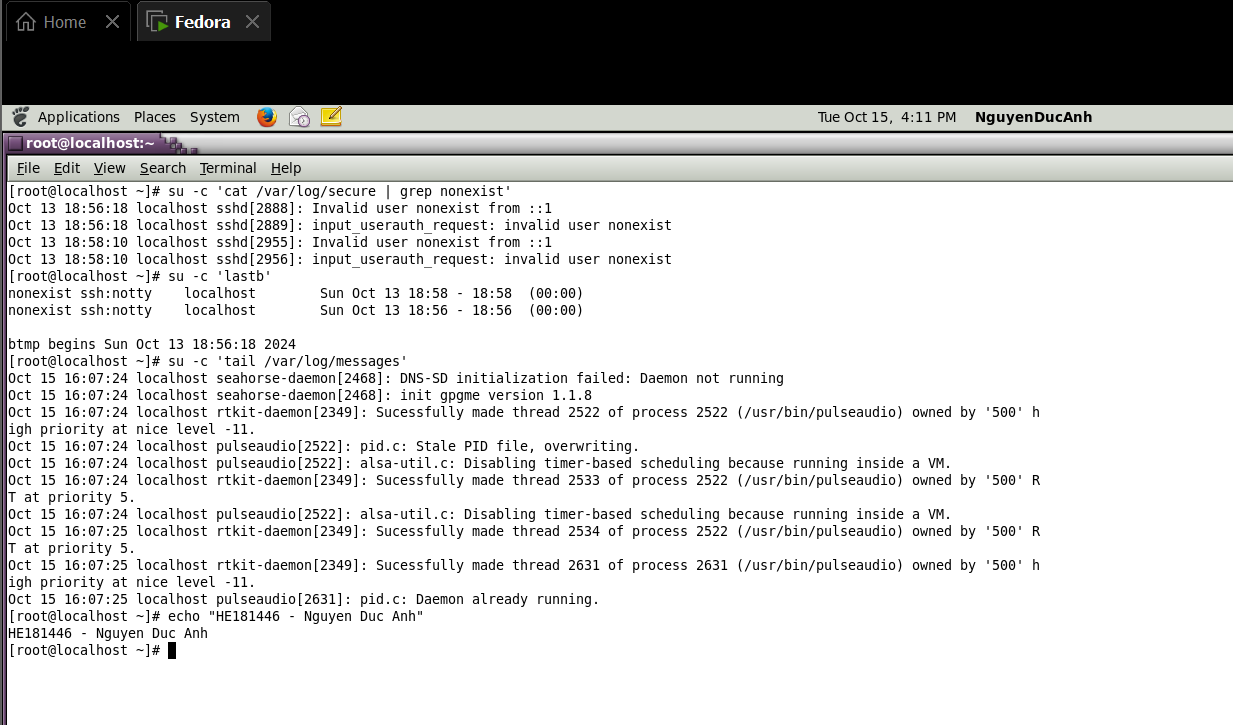 Home
Fedora
Applications Places System Tue Oct 15, 4:11 PM NguyenDucAnh
root@localhost:~
File Edit View Search Terminal Help
[root@localhost ~]# su -c 'cat /var/log/secure | grep nonexist'
Oct 13 18:56:18 localhost sshd[2888]: Invalid user nonexist from ::1
Oct 13 18:56:18 localhost sshd[2889]: input_userauth_request: invalid user nonexist
Oct 13 18:58:10 localhost sshd[2955]: Invalid user nonexist from ::1
Oct 13 18:58:10 localhost sshd[2956]: input_userauth_request: invalid user nonexist
[root@localhost ~]# su -c 'lastb'
nonexist ssh:notty    localhost        Sun Oct 13 18:58 - 18:58  (00:00)
nonexist ssh:notty    localhost        Sun Oct 13 18:56 - 18:56  (00:00)
btmp begins Sun Oct 13 18:56:18 2024
[root@localhost ~]# su -c 'tail /var/log/messages'
Oct 15 16:07:24 localhost seahorse-daemon[2468]: DNS-SD initialization failed: Daemon not running
Oct 15 16:07:24 localhost seahorse-daemon[2468]: init gpgme version 1.1.8
Oct 15 16:07:24 localhost rtkit-daemon[2349]: Sucessfully made thread 2522 of process 2522 (/usr/bin/pulseaudio) owned by '500' h
igh priority at nice level -11.
Oct 15 16:07:24 localhost pulseaudio[2522]: pid.c: Stale PID file, overwriting.
Oct 15 16:07:24 localhost pulseaudio[2522]: alsa-util.c: Disabling timer-based scheduling because running inside a VM.
Oct 15 16:07:24 localhost rtkit-daemon[2349]: Sucessfully made thread 2533 of process 2522 (/usr/bin/pulseaudio) owned by '500' R
T at priority 5.
Oct 15 16:07:24 localhost pulseaudio[2522]: alsa-util.c: Disabling timer-based scheduling because running inside a VM.
Oct 15 16:07:25 localhost rtkit-daemon[2349]: Sucessfully made thread 2534 of process 2522 (/usr/bin/pulseaudio) owned by '500' R
T at priority 5.
Oct 15 16:07:25 localhost rtkit-daemon[2349]: Sucessfully made thread 2631 of process 2631 (/usr/bin/pulseaudio) owned by '500' h
igh priority at nice level -11.
Oct 15 16:07:25 localhost pulseaudio[2631]: pid.c: Daemon already running.
[root@localhost ~]# echo "HE181446 - Nguyen Duc Anh"
HE181446 - Nguyen Duc Anh
[root@localhost ~]#